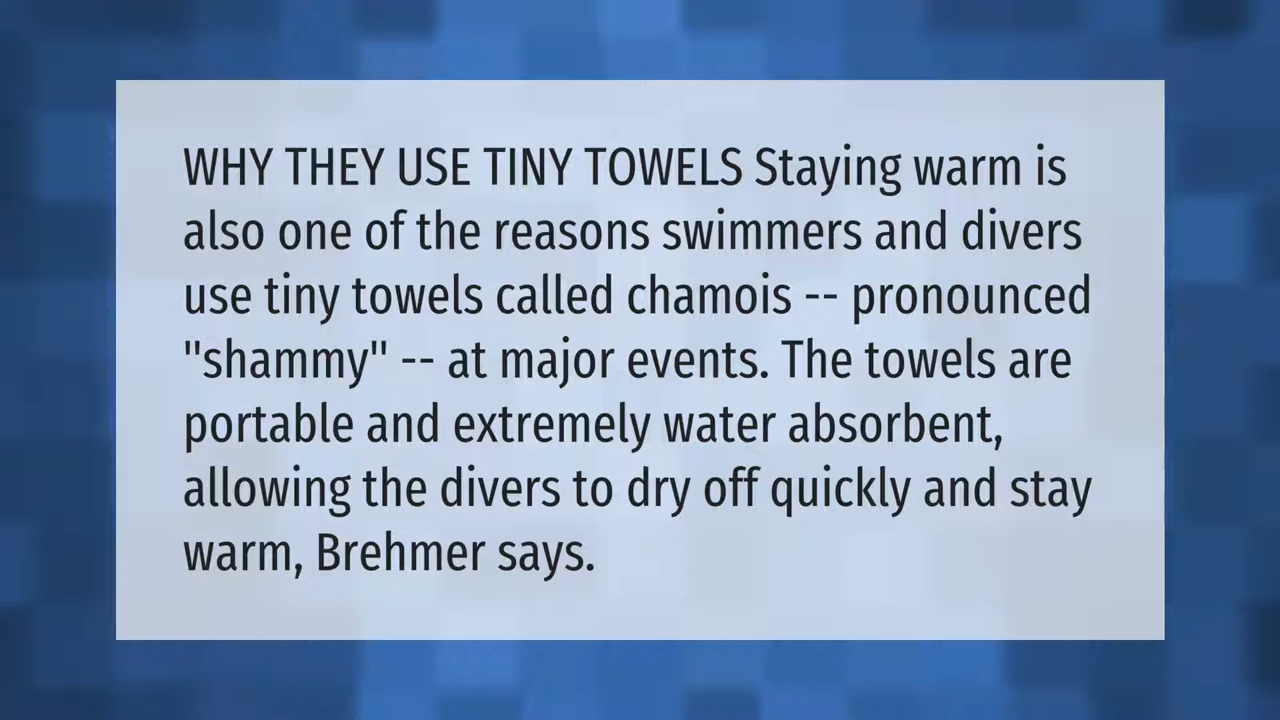 WHY THEY USE TINY TOWELS Staying warm is
also one of the reasons swimmers and divers
use tiny towels called chamois -- pronounced
"shammy" -- at major events. The towels are
portable and extremely water absorbent,
allowing the divers to dry off quickly and stay
warm, Brehmer says.